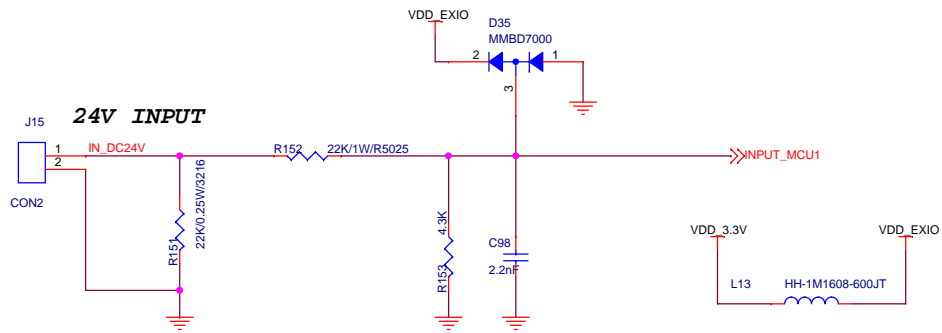 VDD_EXIO
D35
MMBD7000
2
1
3
24V INPUT
J15
1
2
IN_DC24V
CON2
R152
22K/1W/R5025
INPUT_MCU1
R151
22K/0.25W/3216
R153
4.3K
C98
2.2nF
VDD_3.3V
VDD_EXIO
L13
HH-1M1608-600JT